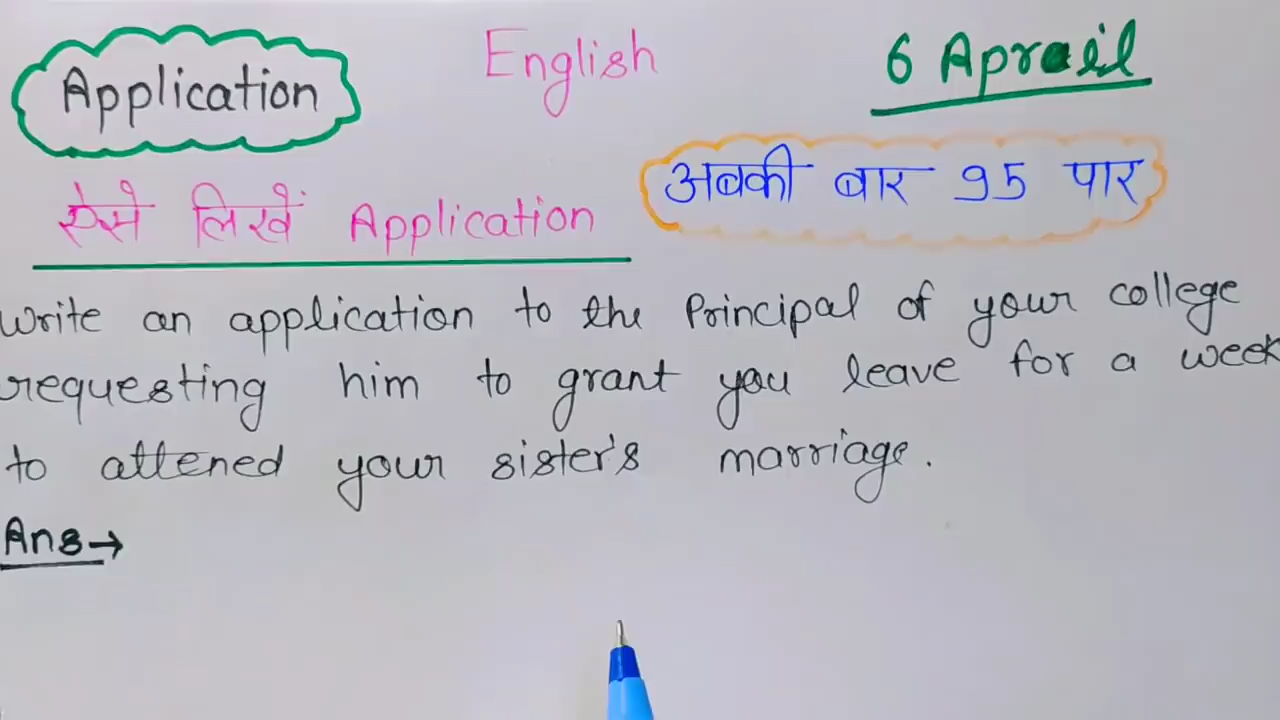 Application
English
6 Apraeil
ऐसे लिखें Application
अबकी बार 95 पार
Write an application to the Principal of your college
requesting him to grant you leave for a week
to attened your sister's marriage.
Ans→